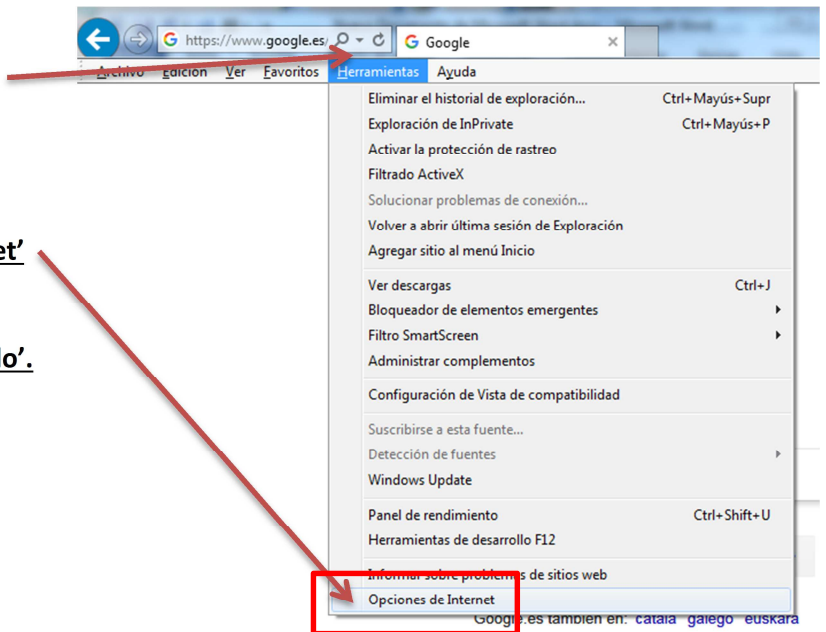 https://www.google.es/
Google
Archivo Edición Ver Favoritos Herramientas Ayuda
Eliminar el historial de exploración... Ctrl+Mayús+Supr
Exploración de InPrivate Ctrl+Mayús+P
Activar la protección de rastreo
Filtrado ActiveX
Solucionar problemas de conexión...
Volver a abrir última sesión de Exploración
et’
Agregar sitio al menú Inicio
Ver descargas Ctrl+J
Bloqueador de elementos emergentes
Filtro SmartScreen
lo’.
Administrar complementos
Configuración de Vista de compatibilidad
Suscribirse a esta fuente...
Detección de fuentes
Windows Update
Panel de rendimiento Ctrl+Shift+U
Herramientas de desarrollo F12
Informar sobre problemas de sitios web
Opciones de Internet
Google.es también en: català galego euskara